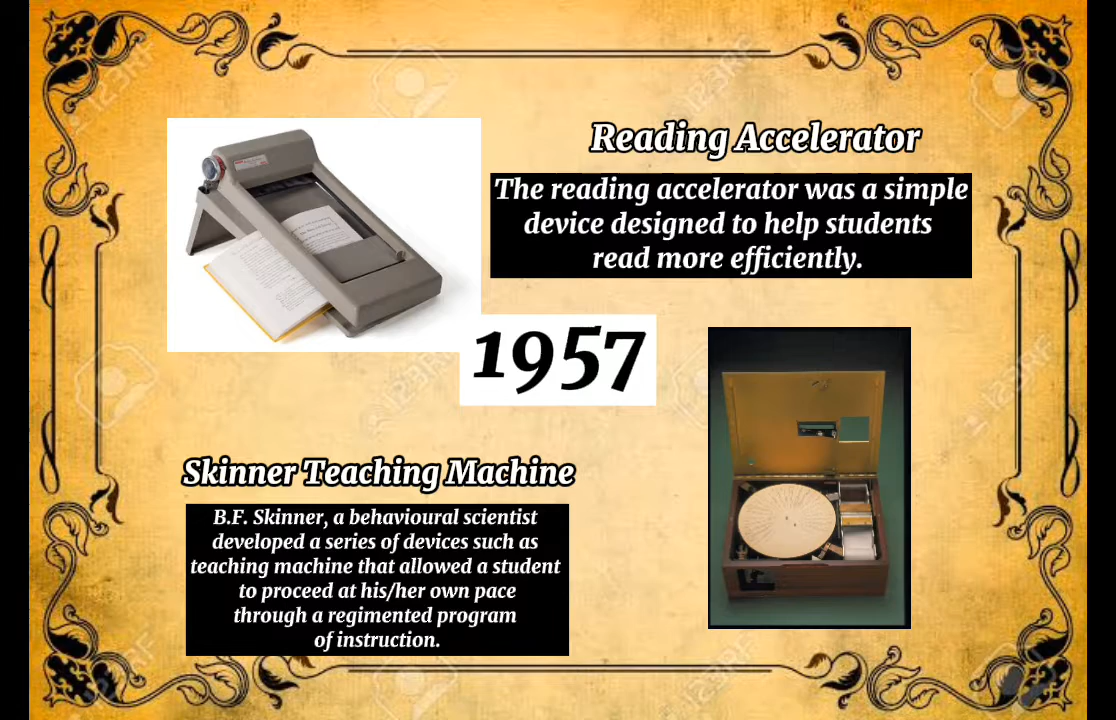 Reading Accelerator
The reading accelerator was a simple
device designed to help students
read more efficiently.
1957
Skinner Teaching Machine
B.F. Skinner, a behavioural scientist
developed a series of devices such as
teaching machine that allowed a student
to proceed at his/her own pace
through a regimented program
of instruction.
123RF